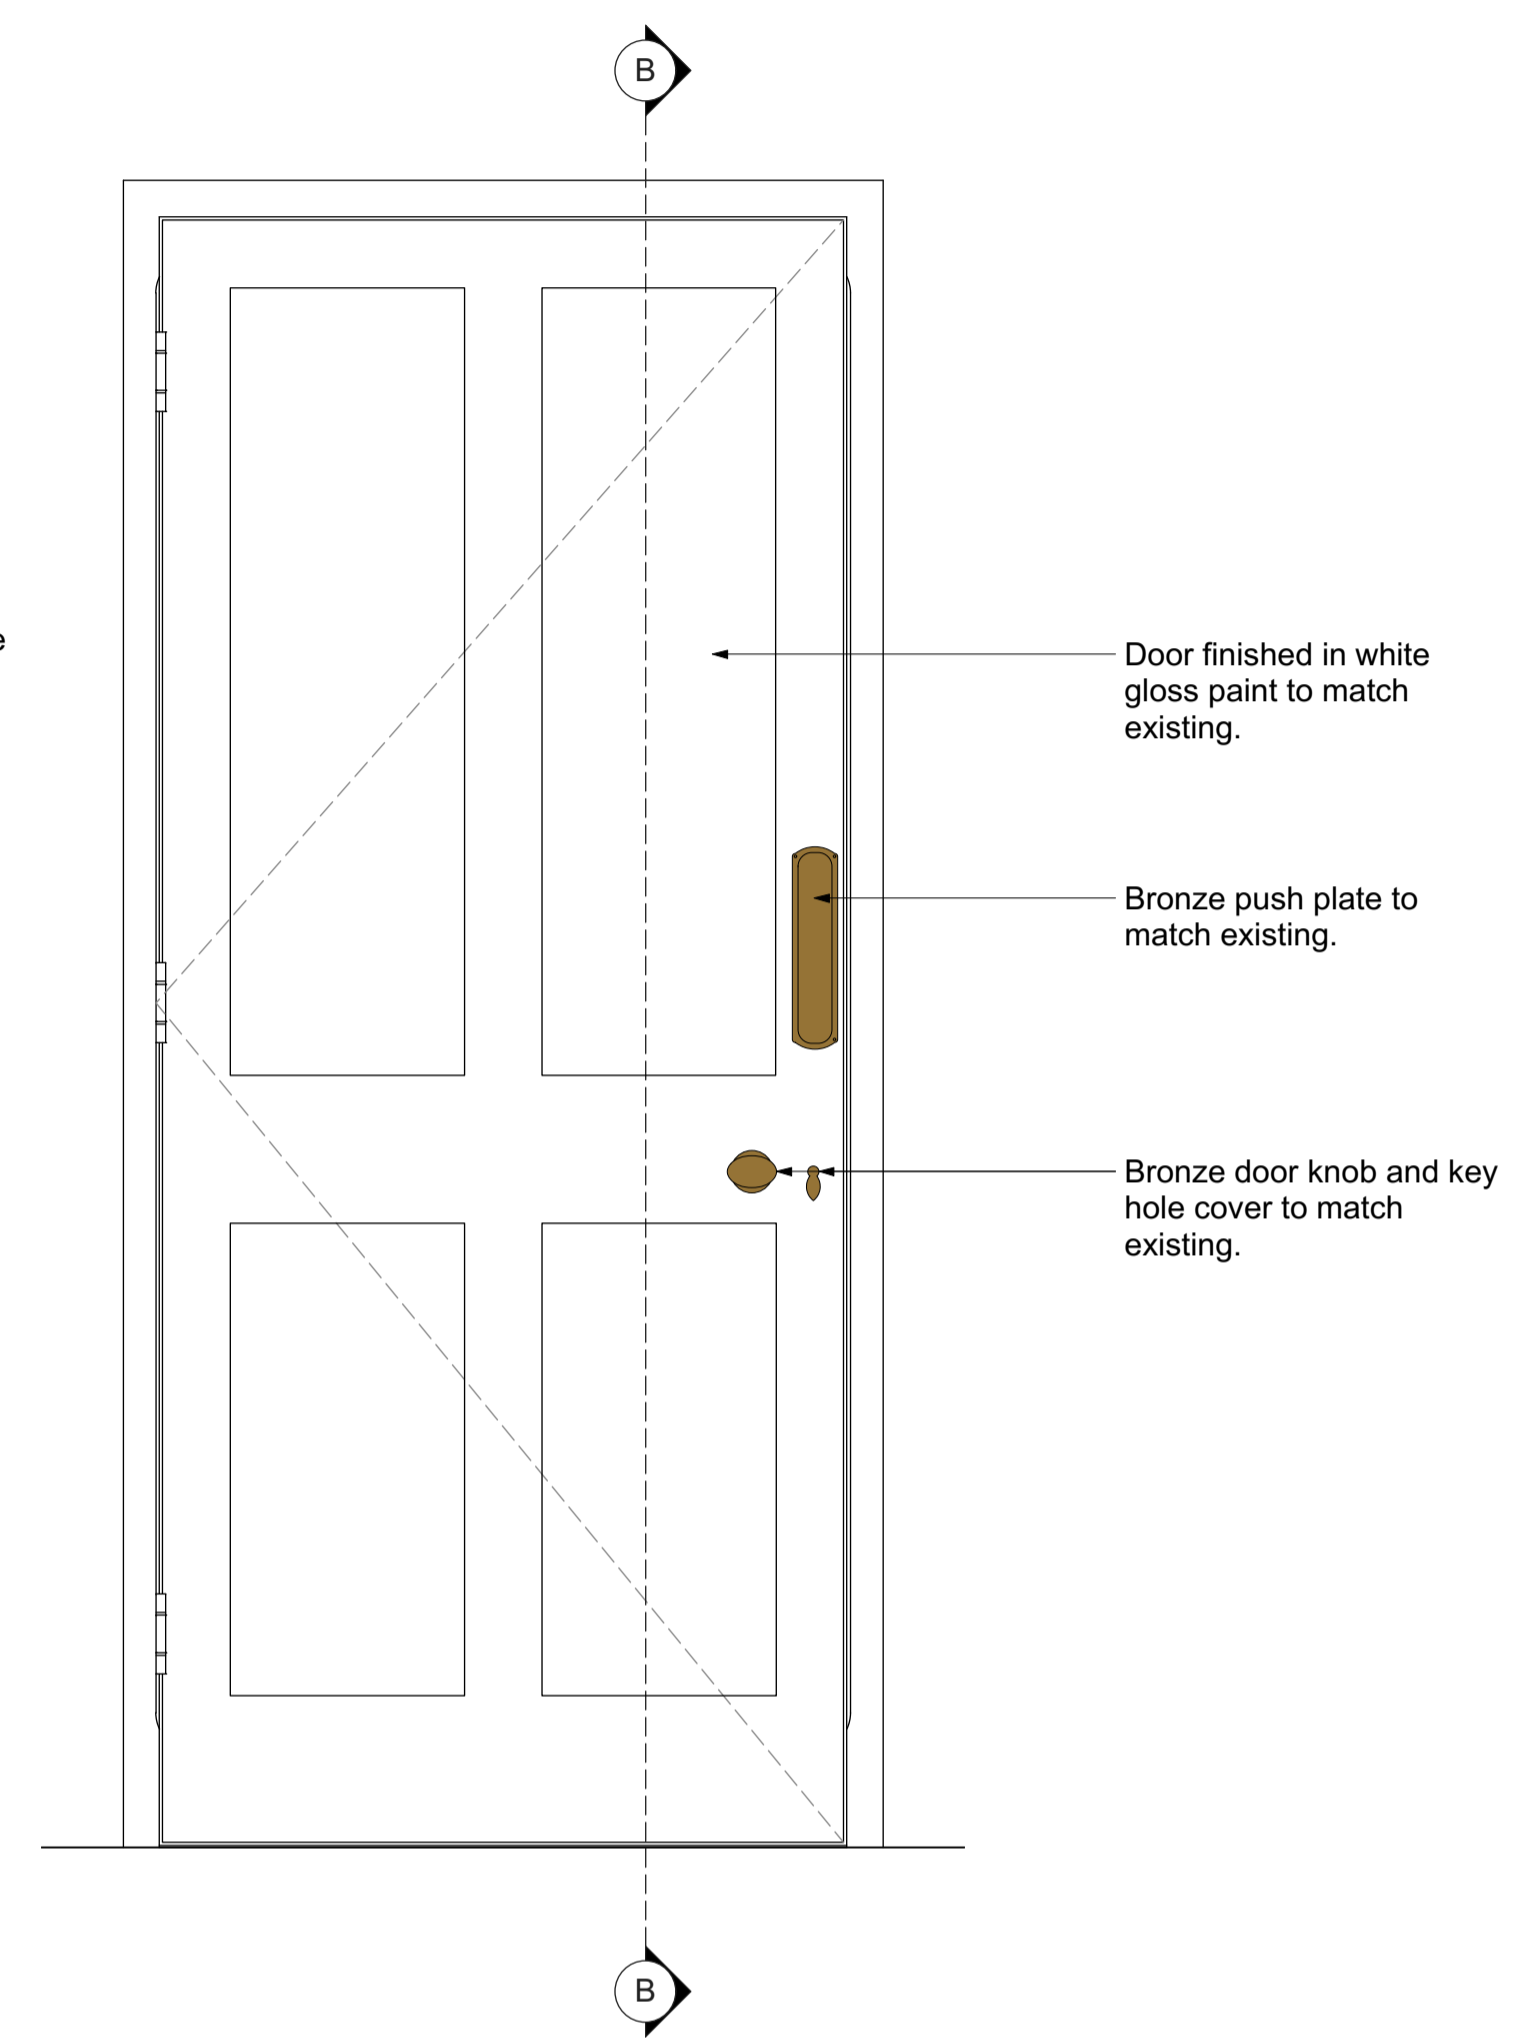 B
e
Door finished in white
gloss paint to match
existing.
Bronze push plate to
match existing.
Bronze door knob and key
hole cover to match
existing.
B